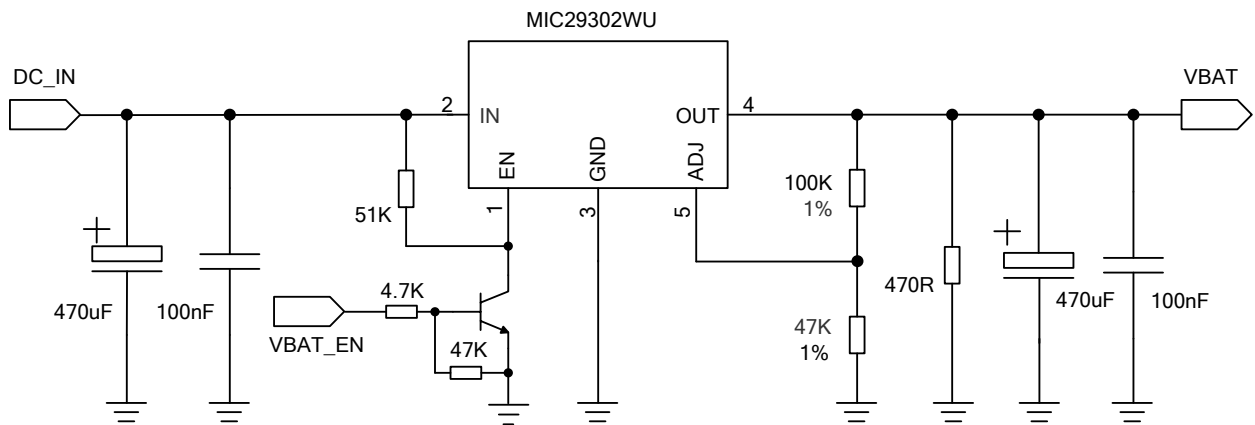 MIC29302WU
DC_IN
VBAT
2
IN
OUT
4
EN
GND
ADJ
1
3
5
51K
100K
1%
470uF
100nF
4.7K
VBAT_EN
47K
47K
1%
470R
470uF
100nF